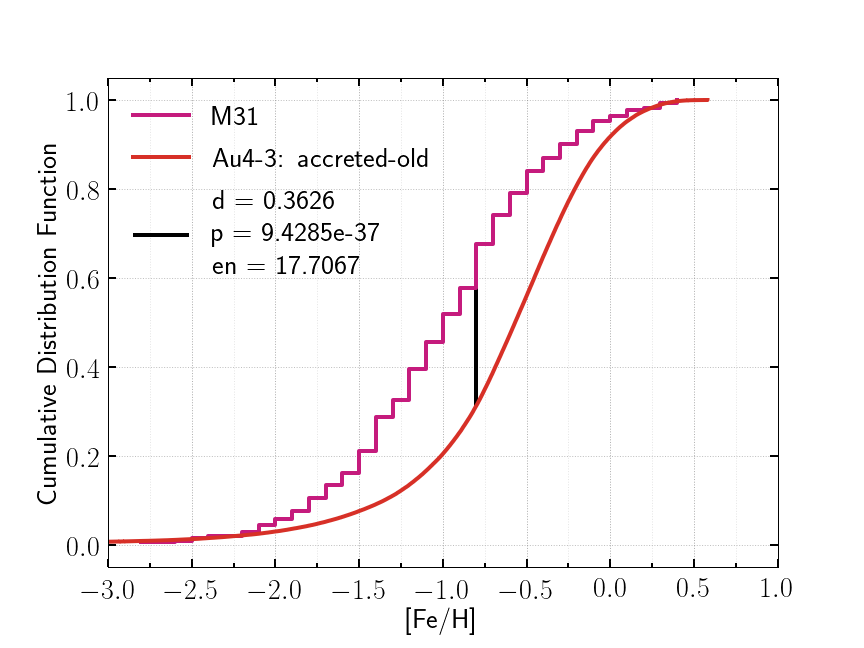 M31
Au4-3: accreted-old
d = 0.3626
p = 9.4285e-37
en = 17.7067
Cumulative Distribution Function
1.0
0.8
0.6
0.4
0.2
0.0
−3.0 −2.5 −2.0 −1.5 −1.0 −0.5 0.0 0.5 1.0
[Fe/H]